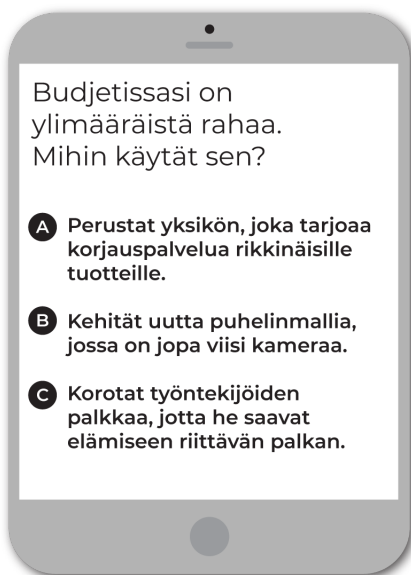 Budjetissasi on
ylimääräistä rahaa.
Mihin käytät sen?
A Perustat yksikön, joka tarjoaa
korjauspalvelua rikkinäisille
tuotteille.
B Kehität uutta puhelinmallia,
jossa on jopa viisi kameraa.
C Korotat työntekijöiden
palkkaa, jotta he saavat
elämiseen riittävän palkan.